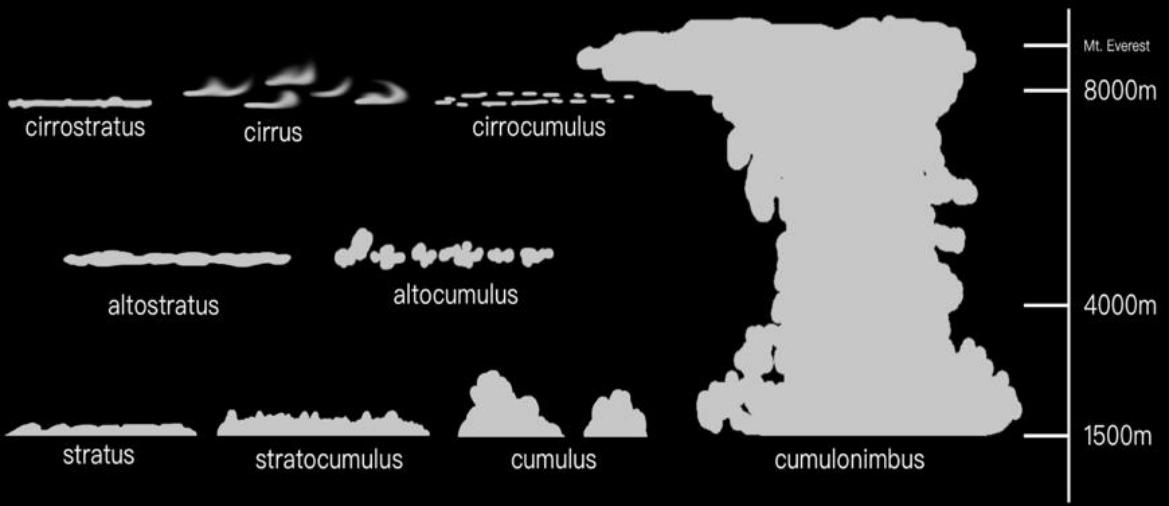 Mt. Everest
8000m
cirrostratus
cirrus
cirrocumulus
altostratus
altocumulus
4000m
1500m
stratus
stratocumulus
cumulus
cumulonimbus